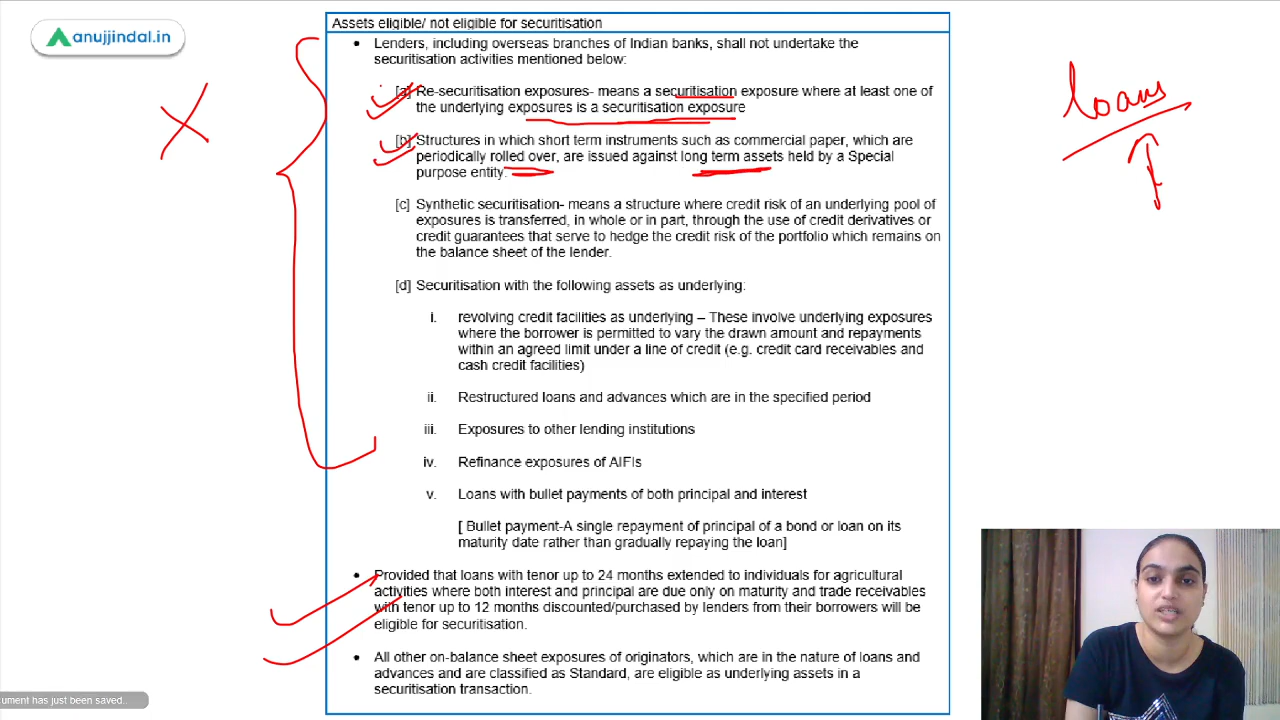 anujjindal.in
Assets eligible/ not eligible for securitisation
• Lenders, including overseas branches of Indian banks, shall not undertake the
securitisation activities mentioned below:
[a] Re-securitisation exposures- means a securitisation exposure where at least one of
the underlying exposures is a securitisation exposure
[b] Structures in which short term instruments such as commercial paper, which are
periodically rolled over, are issued against long term assets held by a Special
purpose entity.
[c] Synthetic securitisation- means a structure where credit risk of an underlying pool of
exposures is transferred, in whole or in part, through the use of credit derivatives or
credit guarantees that serve to hedge the credit risk of the portfolio which remains on
the balance sheet of the lender.
[d] Securitisation with the following assets as underlying:
i. revolving credit facilities as underlying – These involve underlying exposures
where the borrower is permitted to vary the drawn amount and repayments
within an agreed limit under a line of credit (e.g. credit card receivables and
cash credit facilities)
ii. Restructured loans and advances which are in the specified period
iii. Exposures to other lending institutions
iv. Refinance exposures of AIFIs
v. Loans with bullet payments of both principal and interest
[ Bullet payment-A single repayment of principal of a bond or loan on its
maturity date rather than gradually repaying the loan]
• Provided that loans with tenor up to 24 months extended to individuals for agricultural
activities where both interest and principal are due only on maturity and trade receivables
with tenor up to 12 months discounted/purchased by lenders from their borrowers will be
eligible for securitisation.
• All other on-balance sheet exposures of originators, which are in the nature of loans and
advances and are classified as Standard, are eligible as underlying assets in a
securitisation transaction.
loans
ument has just been saved..